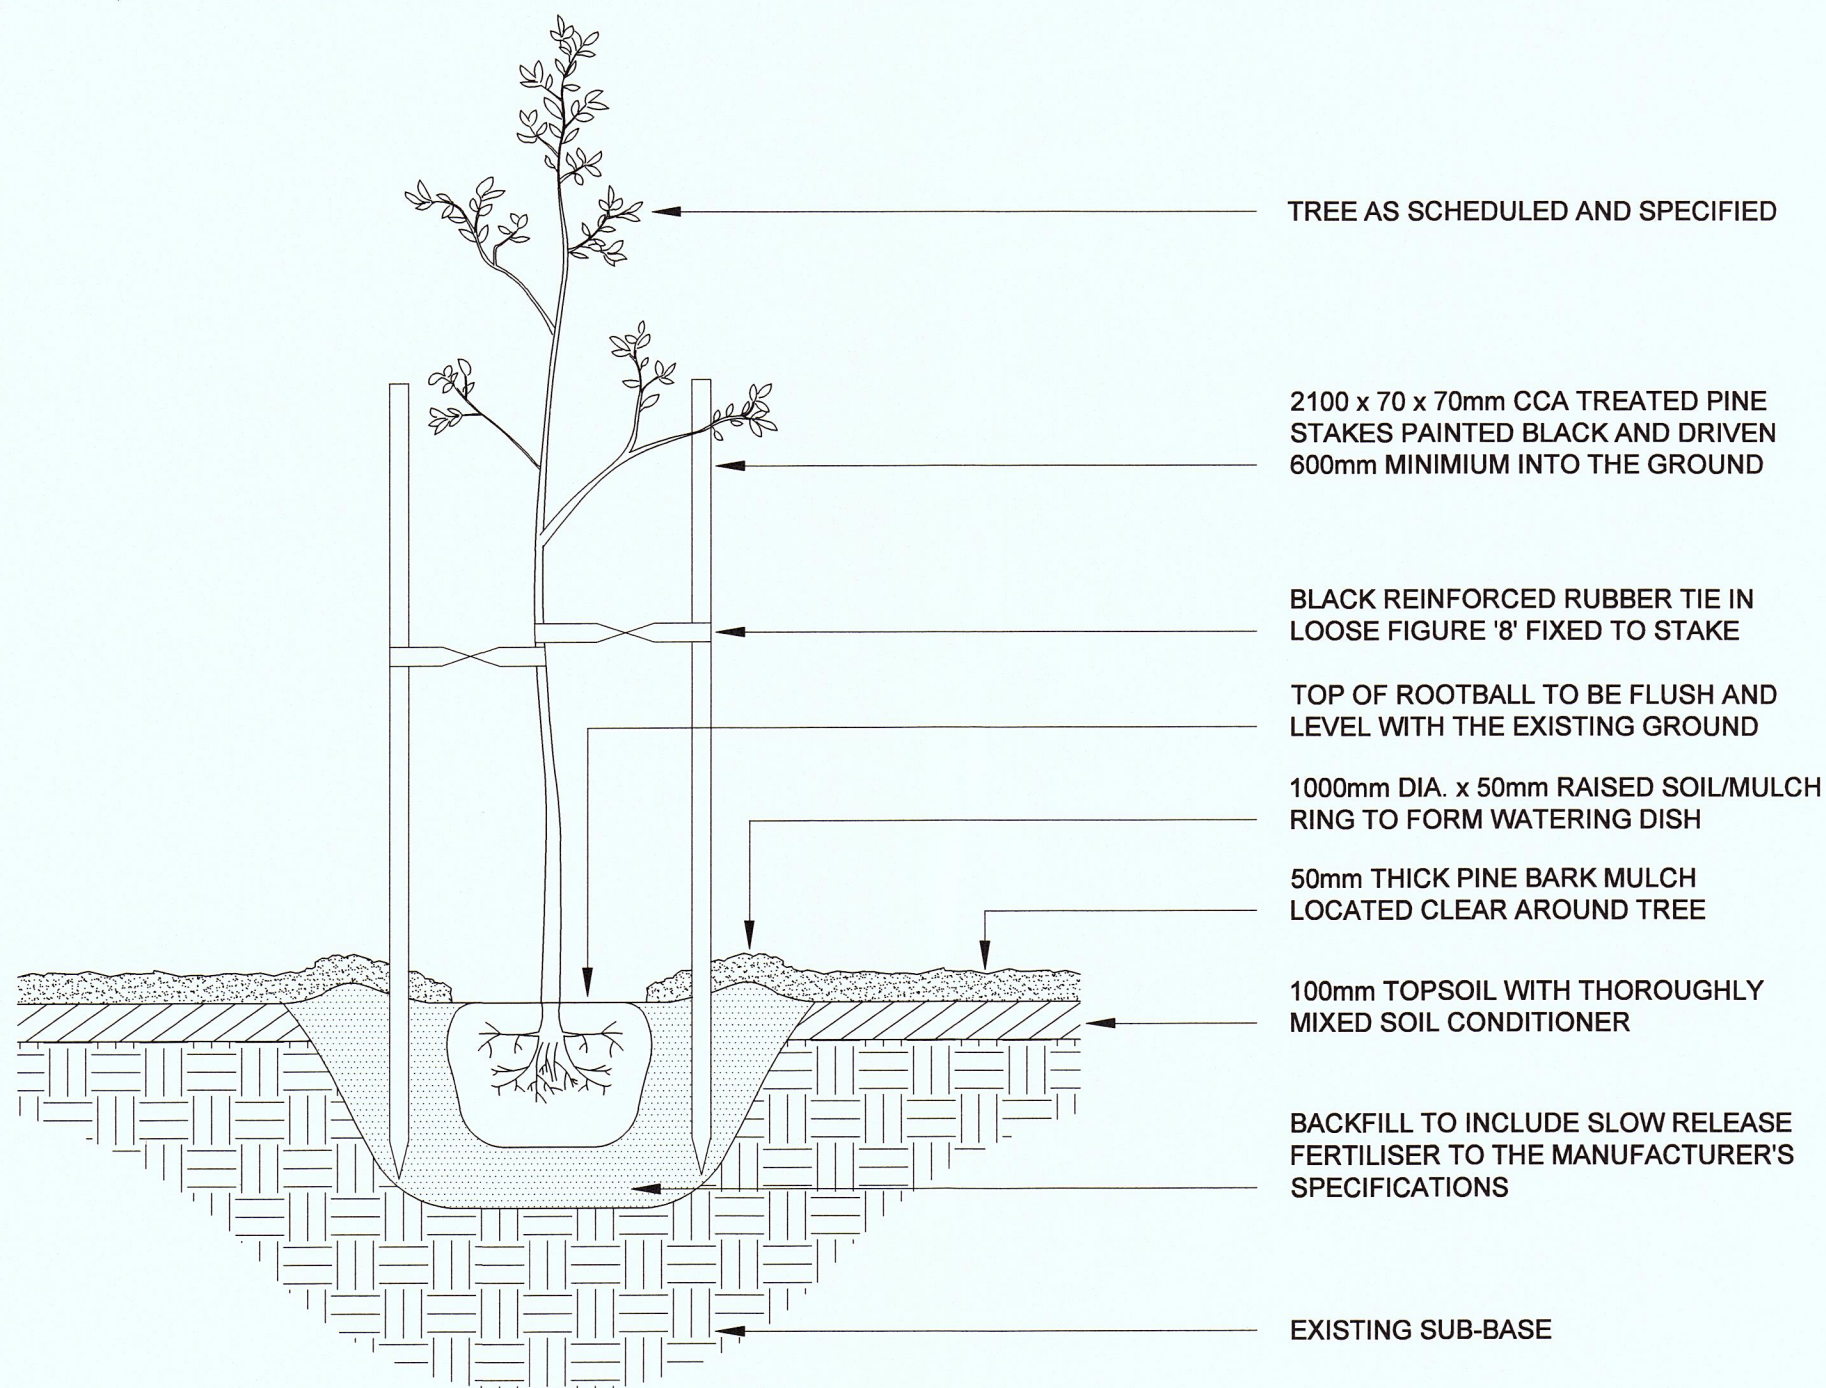 TREE AS SCHEDULED AND SPECIFIED
2100 x 70 x 70mm CCA TREATED PINE
STAKES PAINTED BLACK AND DRIVEN
600mm MINIMIUM INTO THE GROUND
BLACK REINFORCED RUBBER TIE IN
LOOSE FIGURE '8' FIXED TO STAKE
TOP OF ROOTBALL TO BE FLUSH AND
LEVEL WITH THE EXISTING GROUND
1000mm DIA. x 50mm RAISED SOIL/MULCH
RING TO FORM WATERING DISH
50mm THICK PINE BARK MULCH
LOCATED CLEAR AROUND TREE
100mm TOPSOIL WITH THOROUGHLY
MIXED SOIL CONDITIONER
BACKFILL TO INCLUDE SLOW RELEASE
FERTILISER TO THE MANUFACTURER'S
SPECIFICATIONS
EXISTING SUB-BASE